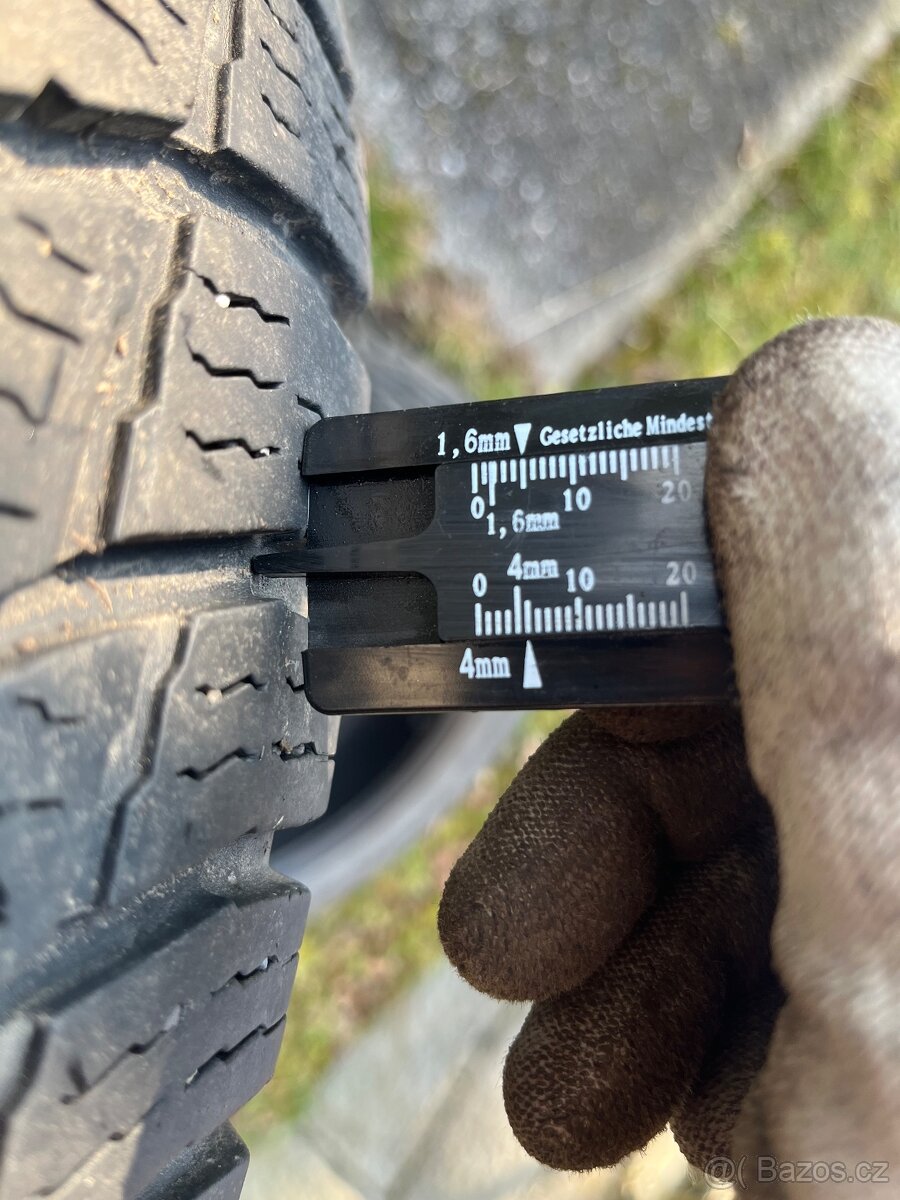 1,6mm Gesetzliche Mindest
0 10 20
1,6mm
4mm
0 10 20
4mm
@( Bazos.cz